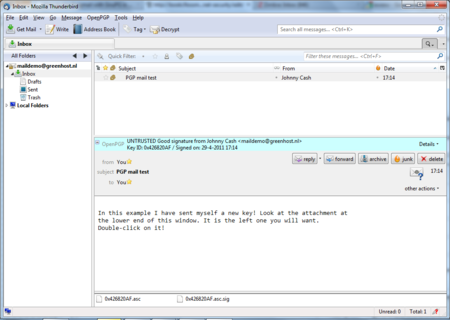 Inbox - Mozilla Thunderbird
File Edit View Go Message OpenPGP Tools Help
Get Mail Write Address Book Tag Decrypt Search all messages... <Ctrl+K>
Inbox
All Folders
Quick Filter: Filter these messages... <Ctrl+F>
maildemo@greenhost.nl
Inbox
Drafts
Sent
Trash
Local Folders
Subject From Date
PGP mail test Johnny Cash 17:14
OpenPGP UNTRUSTED Good signature from Johnny Cash <maildemo@greenhost.nl>
Key ID: 0x426820AF / Signed on: 29-4-2011 17:14
Details
from You reply forward archive junk delete
subject PGP mail test 17:14
to You
other actions
In this example I have sent myself a new key! Look at the attachment at
the lower end of this window. It is the left one you will want.
Double-click on it!
0x426820AF.asc 0x426820AF.asc.sig
Unread: 0 Total: 1